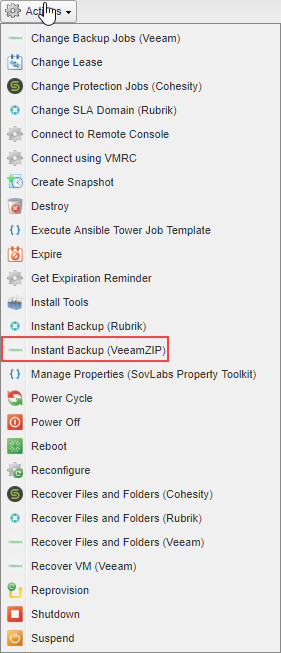 Actions
Change Backup Jobs (Veeam)
Change Lease
Change Protection Jobs (Cohesity)
Change SLA Domain (Rubrik)
Connect to Remote Console
Connect using VMRC
Create Snapshot
Destroy
Execute Ansible Tower Job Template
Expire
Get Expiration Reminder
Install Tools
Instant Backup (Rubrik)
Instant Backup (VeeamZIP)
Manage Properties (SovLabs Property Toolkit)
Power Cycle
Power Off
Reboot
Reconfigure
Recover Files and Folders (Cohesity)
Recover Files and Folders (Rubrik)
Recover Files and Folders (Veeam)
Recover VM (Veeam)
Reprovision
Shutdown
Suspend